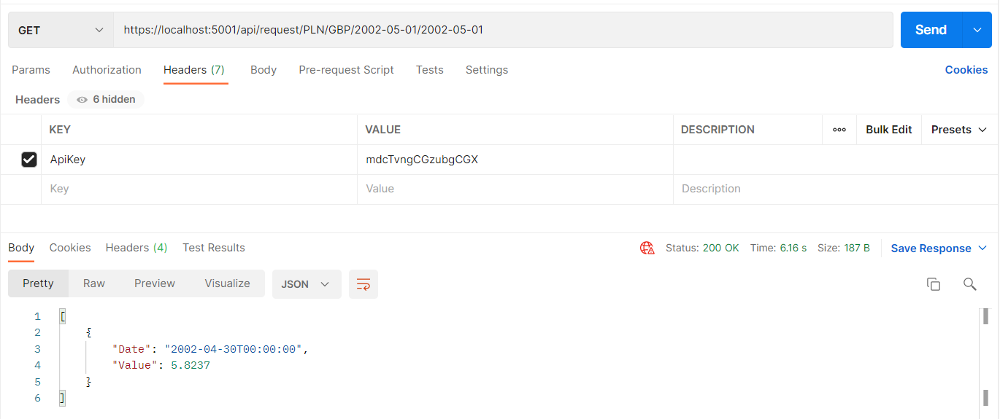 GET https://localhost:5001/api/request/PLN/GBP/2002-05-01/2002-05-01 Send
Params Authorization Headers (7) Body Pre-request Script Tests Settings Cookies
Headers 6 hidden
KEY VALUE DESCRIPTION ooo Bulk Edit Presets
ApiKey mdcTvngCGzubgCGX
Key Value Description
Body Cookies Headers (4) Test Results Status: 200 OK Time: 6.16 s Size: 187 B Save Response
Pretty Raw Preview Visualize JSON
1 [
2 {
3 "Date": "2002-04-30T00:00:00",
4 "Value": 5.8237
5 }
6 ]